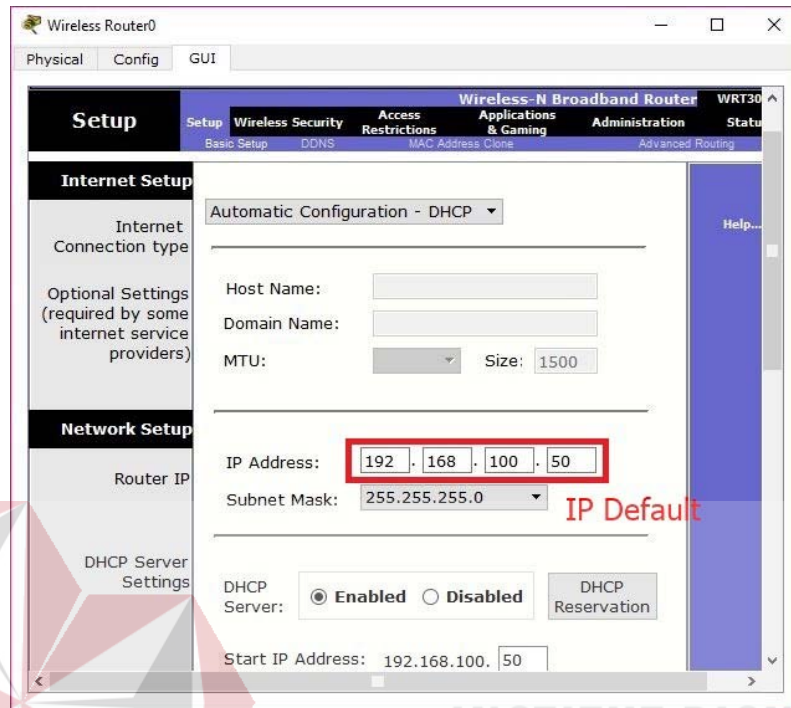 Wireless Router0
Physical Config GUI
Wireless-N Broadband Router WRT30
Setup
Setup Wireless Security Access Restrictions Applications & Gaming Administration Statu
Basic Setup DDNS MAC Address Clone Advanced Routing
Internet Setup
Internet Connection type
Automatic Configuration - DHCP
Help...
Optional Settings (required by some internet service providers)
Host Name:
Domain Name:
MTU: Size: 1500
Network Setup
Router IP
IP Address: 192 . 168 . 100 . 50
Subnet Mask: 255.255.255.0
IP Default
DHCP Server Settings
DHCP Server: Enabled Disabled DHCP Reservation
Start IP Address: 192.168.100. 50